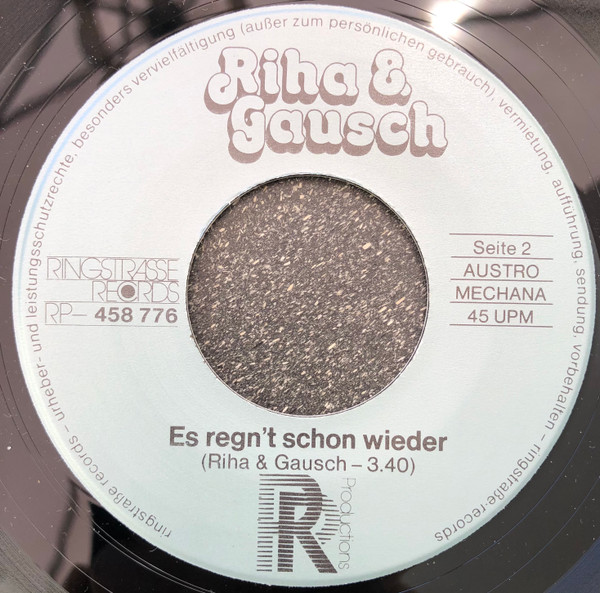 ringstraße records – urheber- und leistungsschutzrechte, besonders vervielfältigung (außer zum persönlichen gebrauch), vermietung, aufführung, sendung, vorbehalten – ringstraße-records
Riha &
Gausch
RINGSTRASSE
RECORDS
RP– 458 776
Seite 2
AUSTRO
MECHANA
45 UPM
Es regn't schon wieder
(Riha & Gausch – 3.40)
R Productions